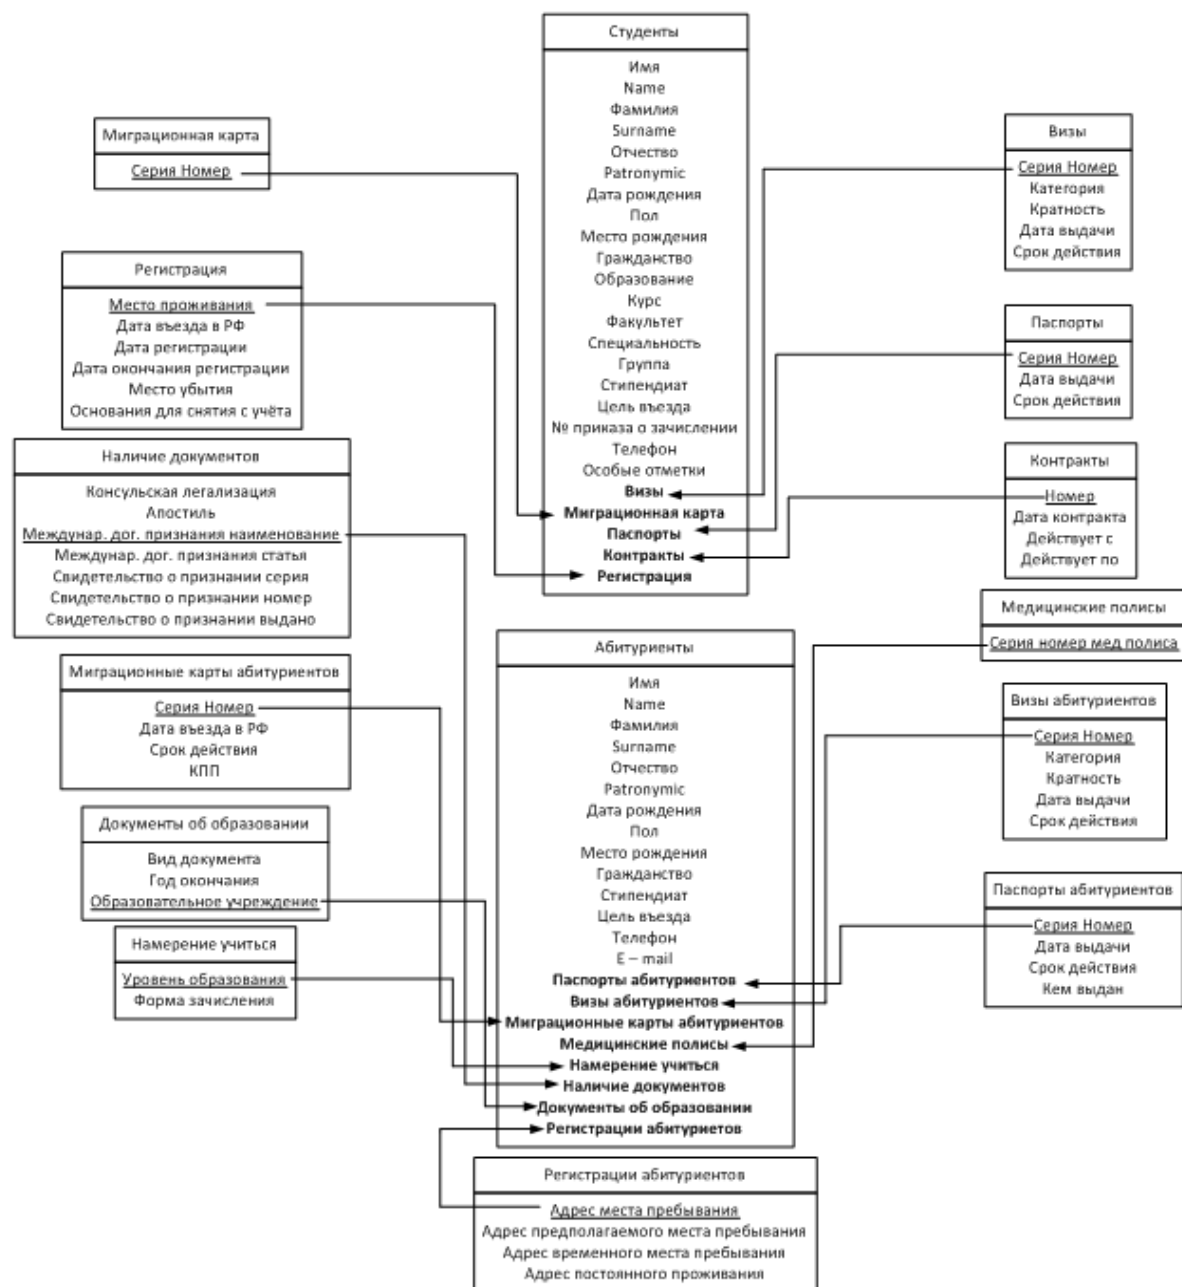 Студенты
Имя
Name
Фамилия
Surname
Отчество
Patronymic
Дата рождения
Пол
Место рождения
Гражданство
Образование
Курс
Факультет
Специальность
Группа
Стипендиат
Цель въезда
№ приказа о зачислении
Телефон
Особые отметки
Визы
Миграционная карта
Паспорты
Контракты
Регистрация
Миграционная карта
Серия Номер
Регистрация
Место проживания
Дата въезда в РФ
Дата регистрации
Дата окончания регистрации
Место убытия
Основания для снятия с учёта
Наличие документов
Консульская легализация
Апостиль
Междунар. дог. признания наименование
Междунар. дог. признания статья
Свидетельство о признании серия
Свидетельство о признании номер
Свидетельство о признании выдано
Миграционные карты абитуриентов
Серия Номер
Дата въезда в РФ
Срок действия
КПП
Документы об образовании
Вид документа
Год окончания
Образовательное учреждение
Намерение учиться
Уровень образования
Форма зачисления
Визы
Серия Номер
Категория
Кратность
Дата выдачи
Срок действия
Паспорты
Серия Номер
Дата выдачи
Срок действия
Контракты
Номер
Дата контракта
Действует с
Действует по
Медицинские полисы
Серия номер мед полиса
Визы абитуриентов
Серия Номер
Категория
Кратность
Дата выдачи
Срок действия
Паспорты абитуриентов
Серия Номер
Дата выдачи
Срок действия
Кем выдан
Абитуриенты
Имя
Name
Фамилия
Surname
Отчество
Patronymic
Дата рождения
Пол
Место рождения
Гражданство
Стипендиат
Цель въезда
Телефон
E – mail
Паспорты абитуриентов
Визы абитуриентов
Миграционные карты абитуриентов
Медицинские полисы
Намерение учиться
Наличие документов
Документы об образовании
Регистрации абитуриетов
Регистрации абитуриентов
Адрес места пребывания
Адрес предполагаемого места пребывания
Адрес временного места пребывания
Адрес постоянного проживания